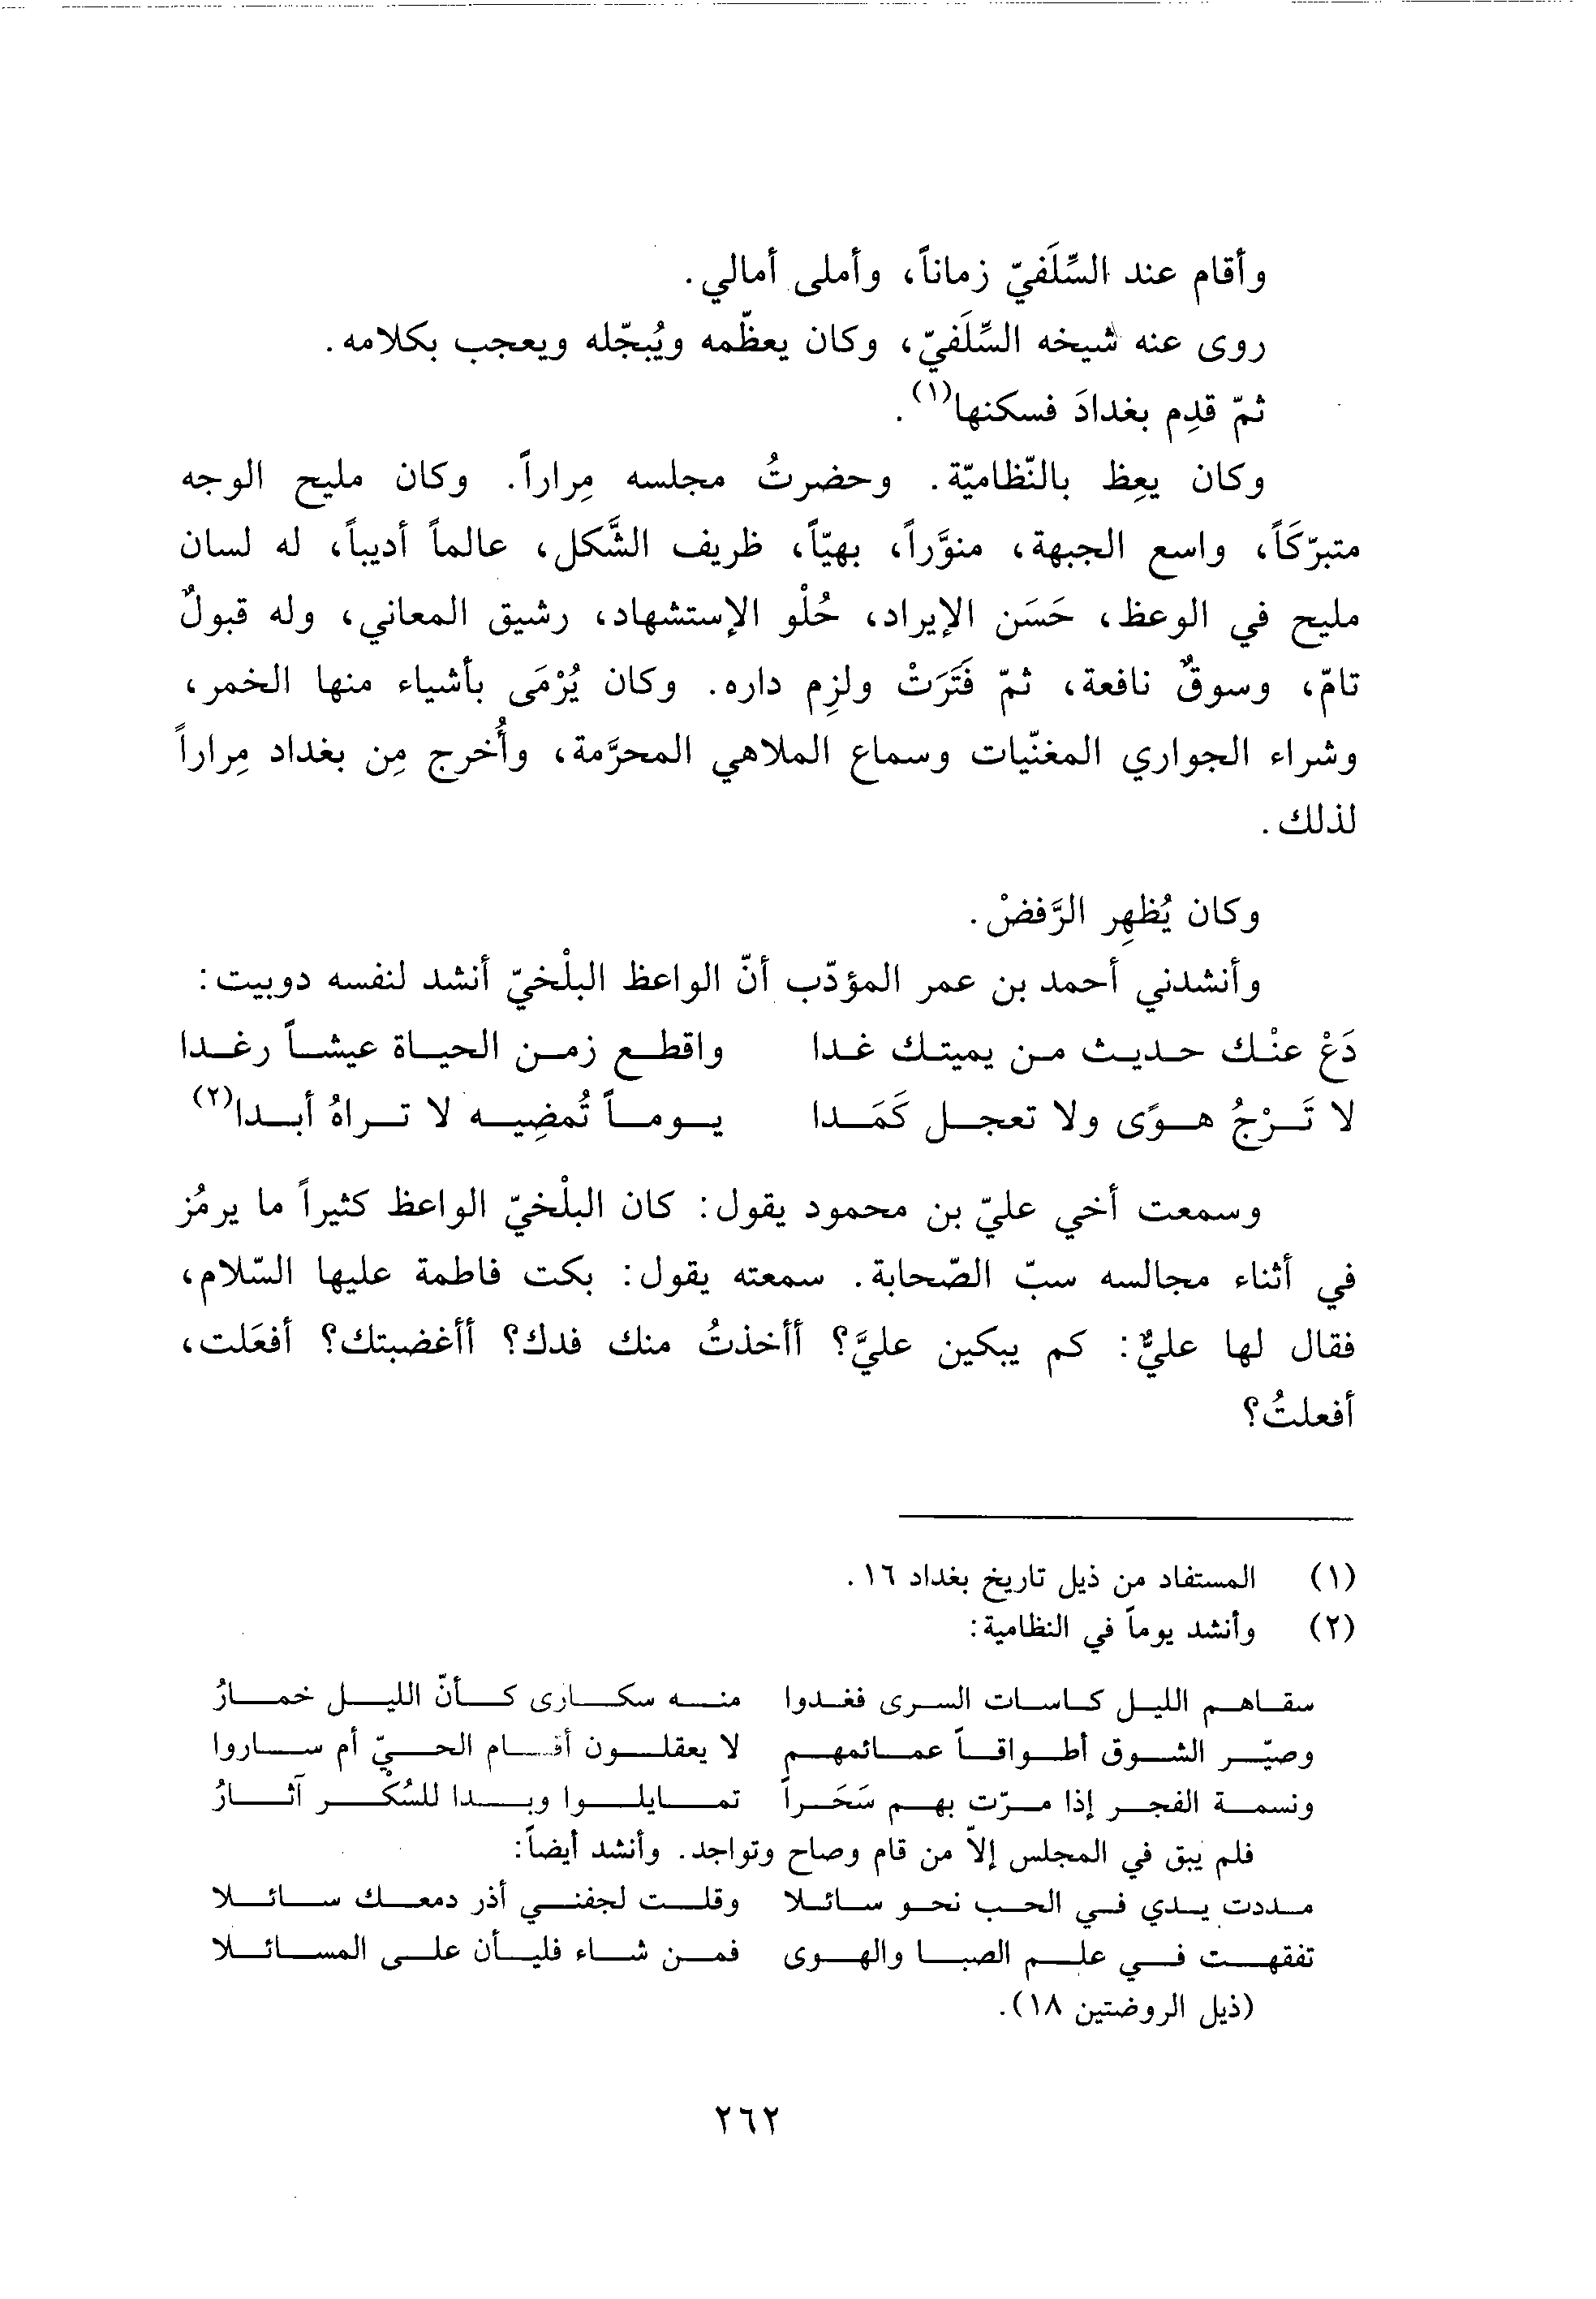 وأقام عند السِّلَفيّ زماناً، وأملى أمالي.
روى عنه شيخه السِّلَفيّ، وكان يعظّمه ويُبجّله ويعجب بكلامه.
ثمّ قدِم بغدادَ فسكنها(١).
وكان يعِظ بالنّظاميّة. وحضرتُ مجلسه مِراراً. وكان مليح الوجه
متبرّكَاً، واسع الجبهة، منوَّراً، بهيّاً، ظريف الشَّكل، عالماً أديباً، له لسان
مليح في الوعظ، حَسَن الإيراد، حُلْو الإستشهاد، رشيق المعاني، وله قبولٌ
تامّ، وسوقٌ نافعة، ثمّ فَتَرَتْ ولزِم داره. وكان يُرْمَى بأشياء منها الخمر،
وشراء الجواري المغنّيات وسماع الملاهي المحرَّمة، وأُخرج مِن بغداد مِراراً
لذلك.
وكان يُظهِر الرَّفضْ.
وأنشدني أحمد بن عمر المؤدّب أنّ الواعظ البلْخيّ أنشد لنفسه دوبيت:
دَعْ عنْك حديث من يميتك غدا واقطع زمن الحياة عيشاً رغدا
لا تَرْجُ هوًى ولا تعجل كَمَدا يوماً تُمضِيه لا تراهُ أبدا(٢)
وسمعت أخي عليّ بن محمود يقول: كان البلْخيّ الواعظ كثيراً ما يرمُز
في أثناء مجالسه سبّ الصّحابة. سمعته يقول: بكت فاطمة عليها السّلام،
فقال لها عليٌّ: كم يبكين عليَّ؟ أأخذتُ منك فدك؟ أأغضبتك؟ أفعَلت،
أفعلتُ؟
(١) المستفاد من ذيل تاريخ بغداد ١٦.
(٢) وأنشد يوماً في النظامية:
سقاهم الليل كاسات السرى فغدوا منه سكارى كأنّ الليل خمارُ
وصيّر الشوق أطواقاً عمائمهم لا يعقلون أقام الحيّ أم ساروا
ونسمة الفجر إذا مرّت بهم سَحَراً تمايلوا وبدا للسُكْر آثارُ
فلم يبق في المجلس إلاّ من قام وصاح وتواجد. وأنشد أيضاً:
مددت يدي في الحب نحو سائلا وقلت لجفني أذر دمعك سائلا
تفقهت في علم الصبا والهوى فمن شاء فليأن على المسائلا
(ذيل الروضتين ١٨).
٢٦٢